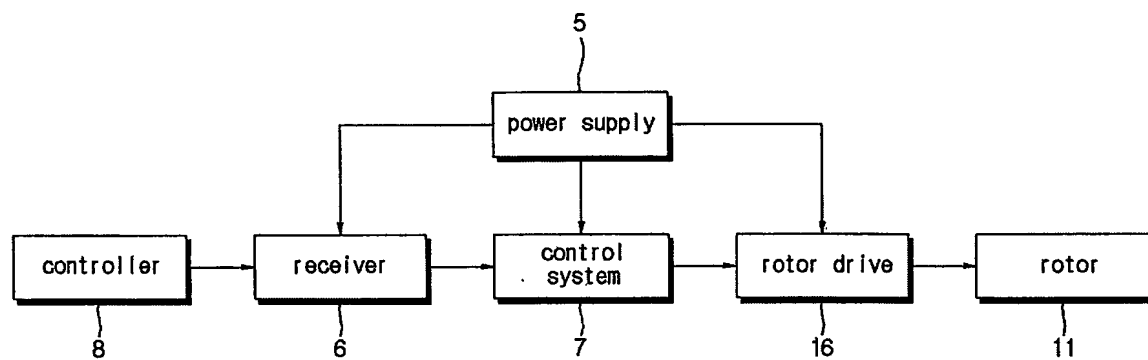 5
power supply
controller
receiver
control
system
rotor drive
rotor
8
6
7
16
11